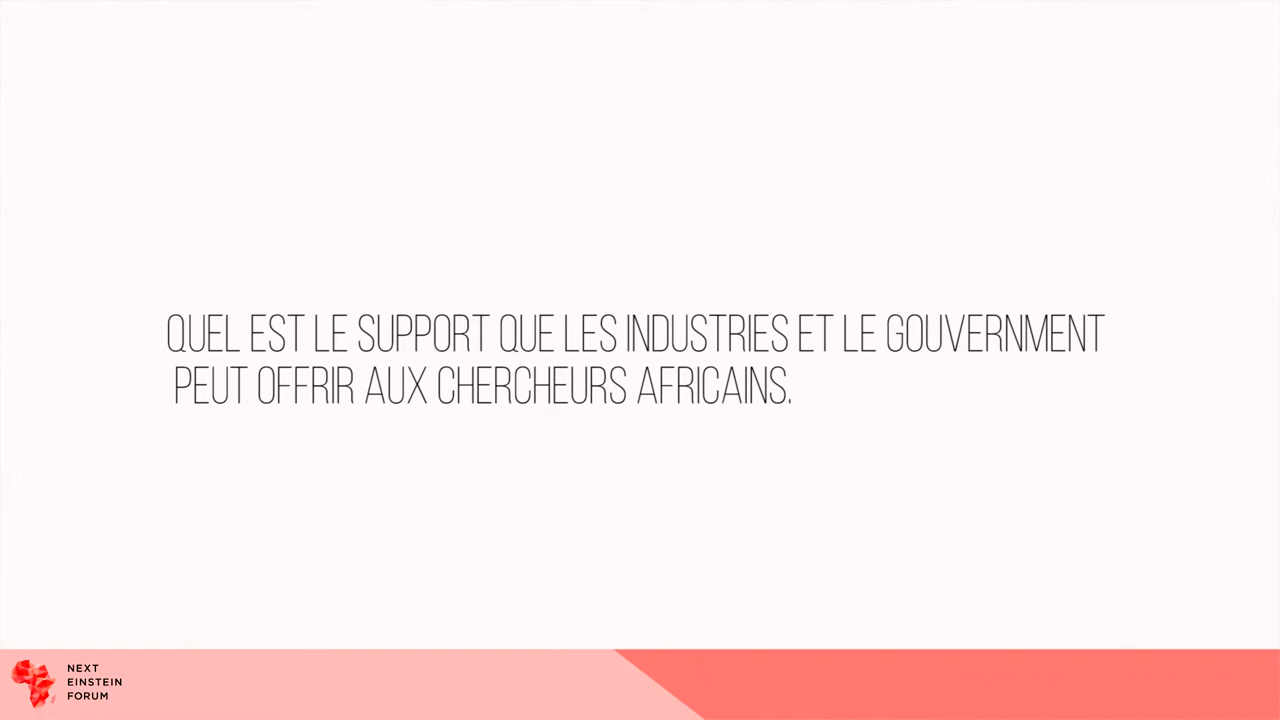 QUEL EST LE SUPPORT QUE LES INDUSTRIES ET LE GOUVERNMENT
PEUT OFFRIR AUX CHERCHEURS AFRICAINS.
NEXT
EINSTEIN
FORUM